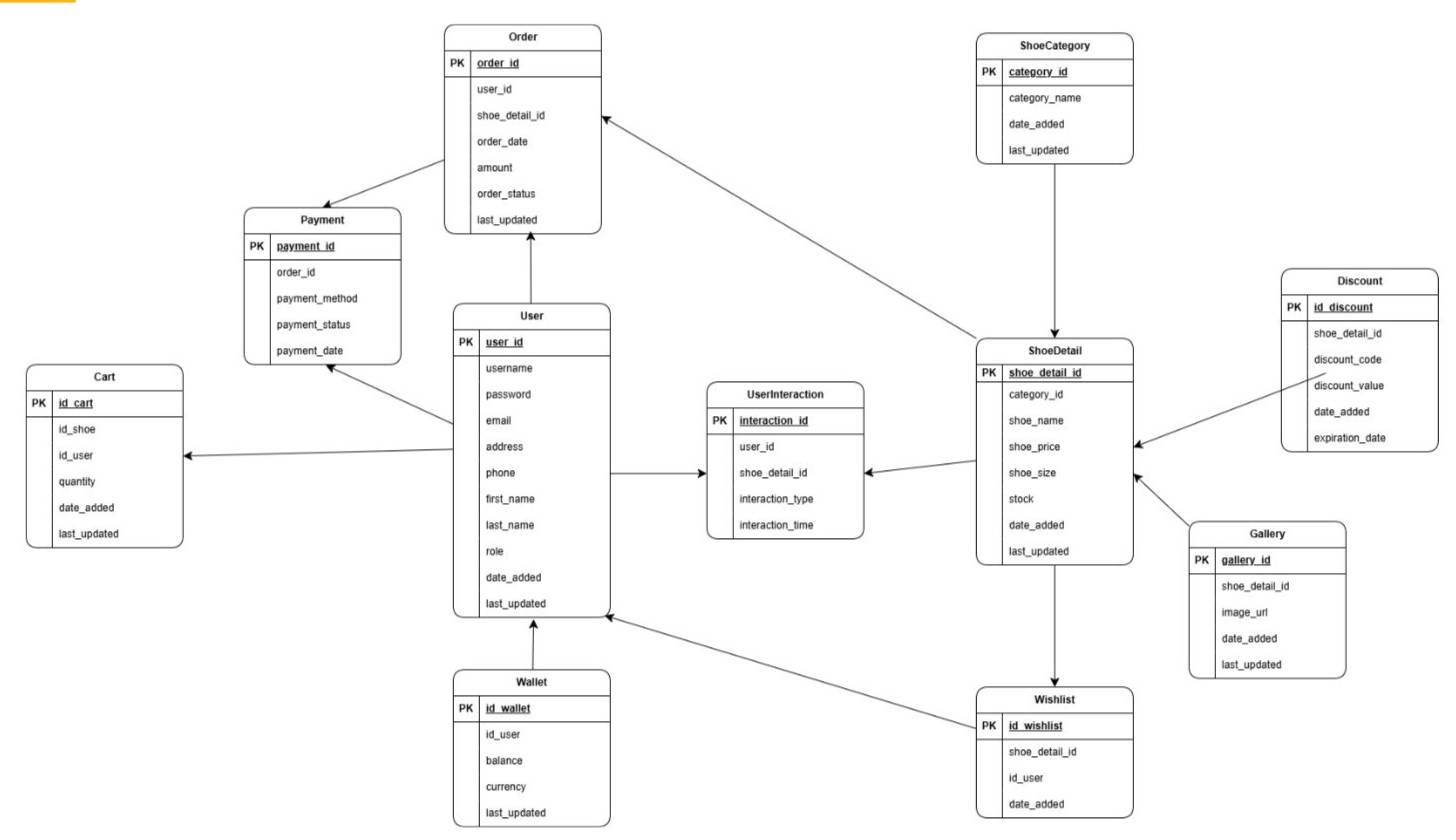 Order
PK order_id
user_id
shoe_detail_id
order_date
amount
order_status
last_updated
ShoeCategory
PK category_id
category_name
date_added
last_updated
Payment
PK payment_id
order_id
payment_method
payment_status
payment_date
User
PK user_id
username
password
email
address
phone
first_name
last_name
role
date_added
last_updated
Discount
PK id_discount
shoe_detail_id
discount_code
discount_value
date_added
expiration_date
ShoeDetail
PK shoe_detail_id
category_id
shoe_name
shoe_price
shoe_size
stock
date_added
last_updated
Cart
PK id_cart
id_shoe
id_user
quantity
date_added
last_updated
UserInteraction
PK interaction_id
user_id
shoe_detail_id
interaction_type
interaction_time
Gallery
PK gallery_id
shoe_detail_id
image_url
date_added
last_updated
Wallet
PK id_wallet
id_user
balance
currency
last_updated
Wishlist
PK id_wishlist
shoe_detail_id
id_user
date_added